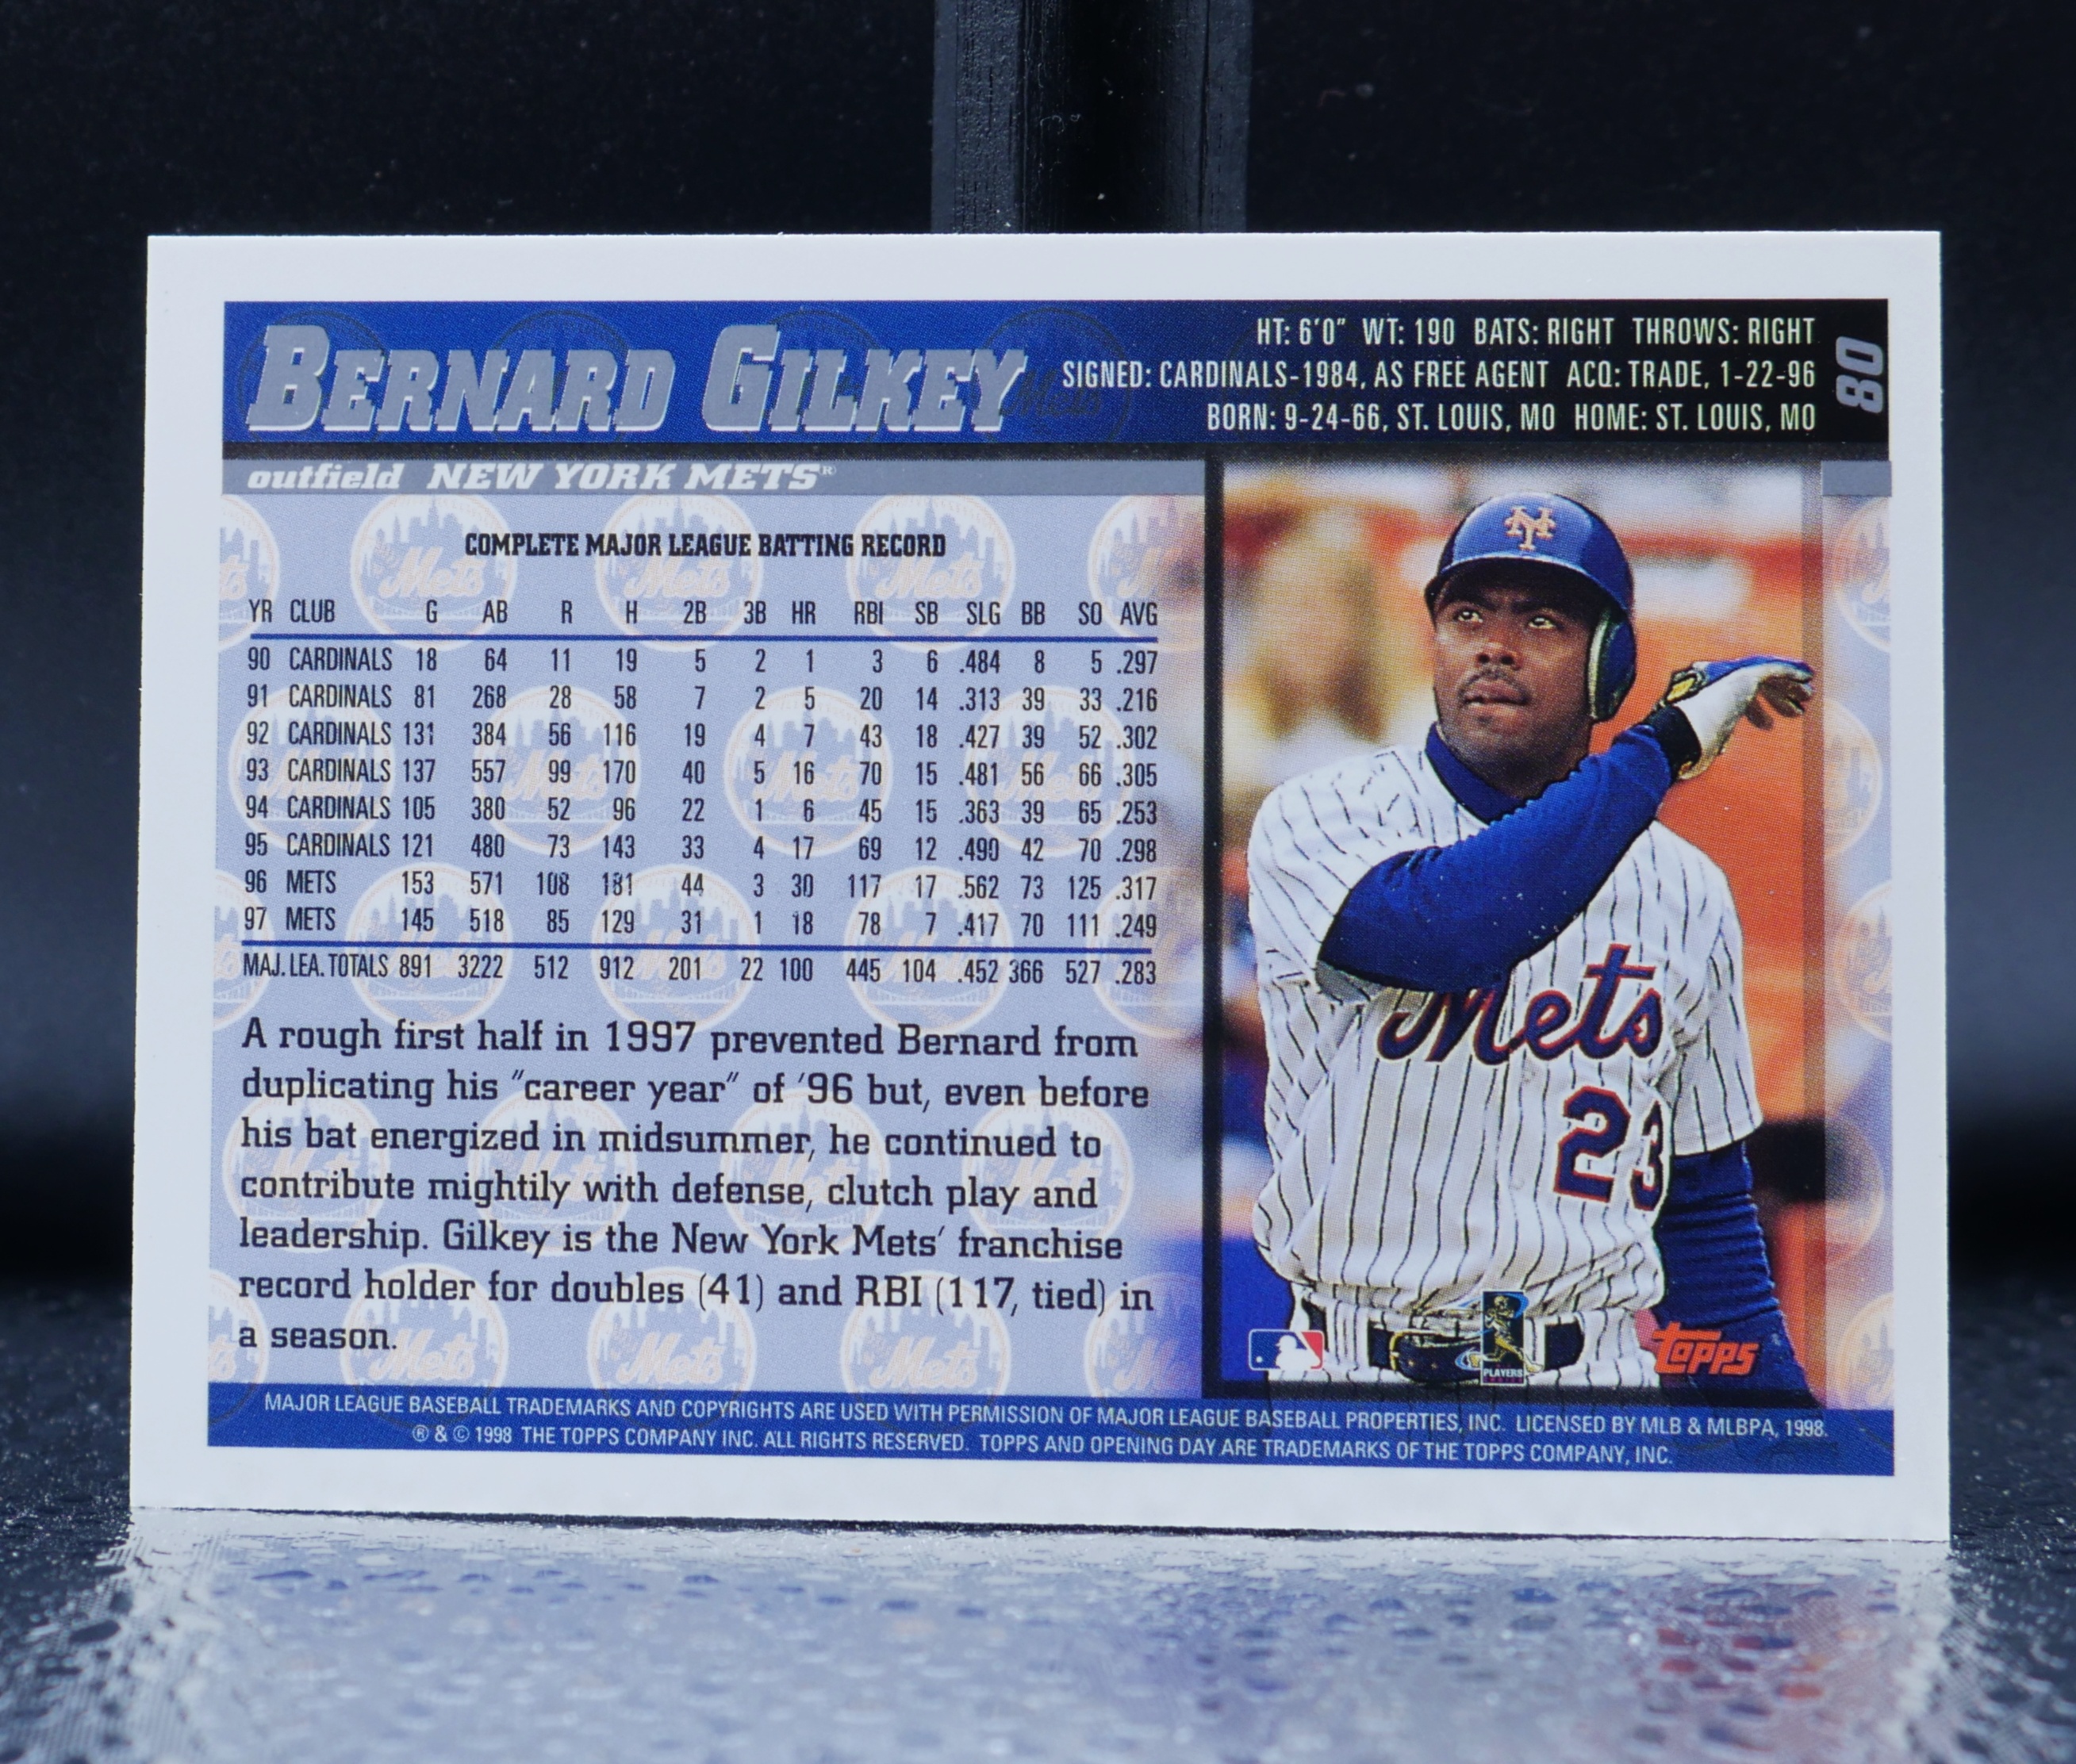 BERNARD GILKEY
HT: 6'0" WT: 190 BATS: RIGHT THROWS: RIGHT
SIGNED: CARDINALS-1984, AS FREE AGENT ACQ: TRADE, 1-22-96
BORN: 9-24-66, ST. LOUIS, MO HOME: ST. LOUIS, MO
80
outfield NEW YORK METS®
COMPLETE MAJOR LEAGUE BATTING RECORD
YR CLUB G AB R H 2B 3B HR RBI SB SLG BB SO AVG
90 CARDINALS 18 64 11 19 5 2 1 3 6 .484 8 5 .297
91 CARDINALS 81 268 28 58 7 2 5 20 14 .313 39 33 .216
92 CARDINALS 131 384 56 116 19 4 7 43 18 .427 39 52 .302
93 CARDINALS 137 557 99 170 40 5 16 70 15 .481 56 66 .305
94 CARDINALS 105 380 52 96 22 1 6 45 15 .363 39 65 .253
95 CARDINALS 121 480 73 143 33 4 17 69 12 .490 42 70 .298
96 METS 153 571 108 181 44 3 30 117 17 .562 73 125 .317
97 METS 145 518 85 129 31 1 18 78 7 .417 70 111 .249
MAJ. LEA. TOTALS 891 3222 512 912 201 22 100 445 104 .452 366 527 .283
A rough first half in 1997 prevented Bernard from
duplicating his "career year" of '96 but, even before
his bat energized in midsummer, he continued to
contribute mightily with defense, clutch play and
leadership. Gilkey is the New York Mets' franchise
record holder for doubles (41) and RBI (117, tied) in
a season.
NY
Mets
23
PLAYERS
Topps
MAJOR LEAGUE BASEBALL TRADEMARKS AND COPYRIGHTS ARE USED WITH PERMISSION OF MAJOR LEAGUE BASEBALL PROPERTIES, INC. LICENSED BY MLB & MLBPA, 1998.
® & © 1998 THE TOPPS COMPANY INC. ALL RIGHTS RESERVED. TOPPS AND OPENING DAY ARE TRADEMARKS OF THE TOPPS COMPANY, INC.